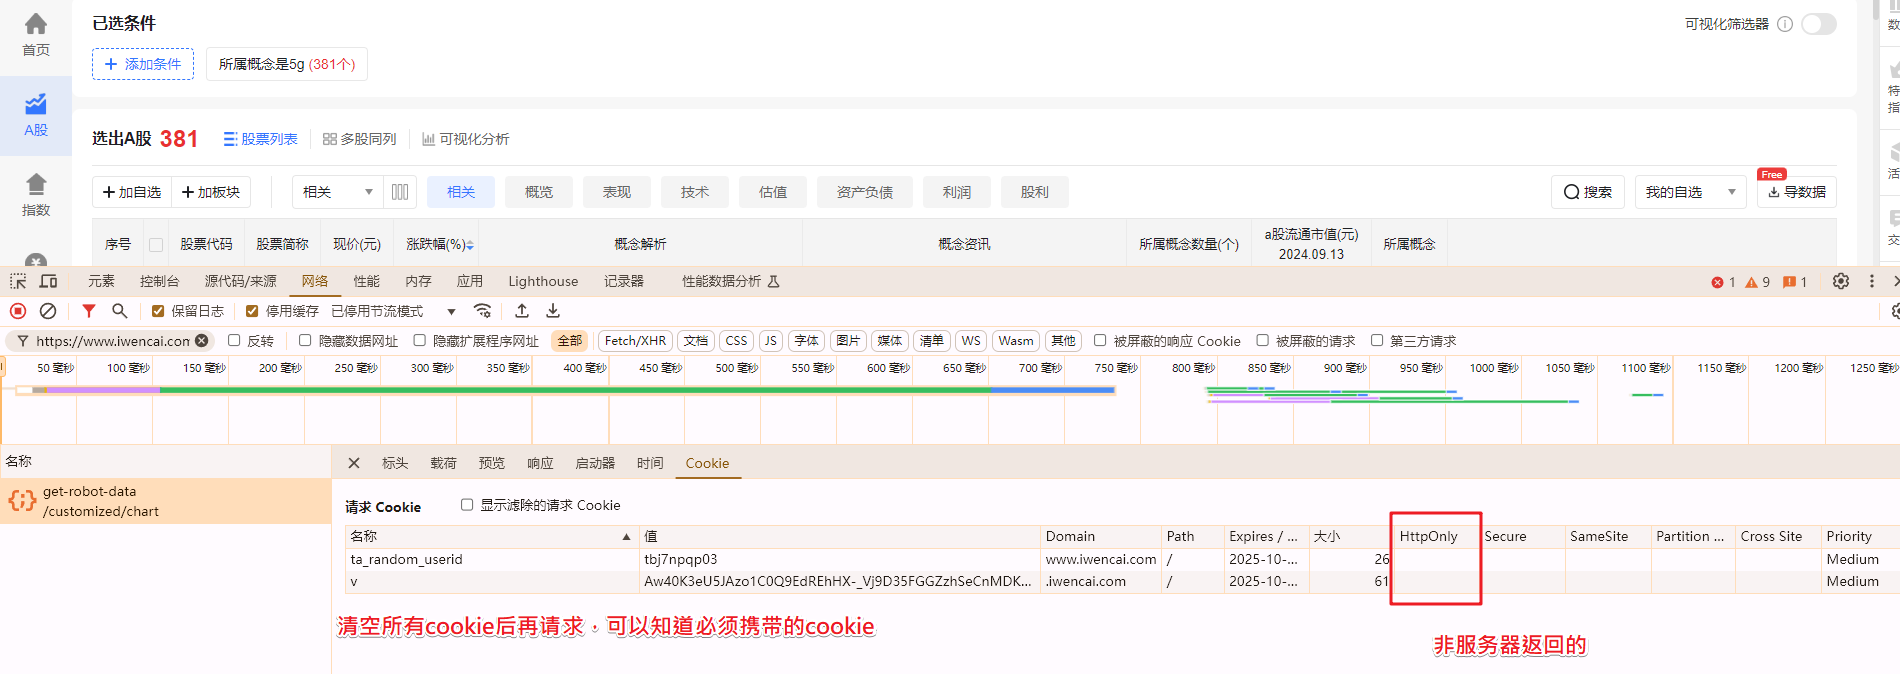 首页
A股
指数
已选条件
可视化筛选器
添加条件
所属概念是5g (381个)
选出A股 381
股票列表
多股同列
可视化分析
加自选
加板块
相关
相关
概览
表现
技术
估值
资产负债
利润
股利
搜索
我的自选
Free
导数据
序号
股票代码
股票简称
现价(元)
涨跌幅(%)
概念解析
概念资讯
所属概念数量(个)
a股流通市值(元)
2024.09.13
所属概念
数
特
指
活
交
元素
控制台
源代码/来源
网络
性能
内存
应用
Lighthouse
记录器
性能数据分析
1
9
1
保留日志
停用缓存
已停用节流模式
https://www.iwencai.con
反转
隐藏数据网址
隐藏扩展程序网址
全部
Fetch/XHR
文档
CSS
JS
字体
图片
媒体
清单
WS
Wasm
其他
被屏蔽的响应 Cookie
被屏蔽的请求
第三方请求
50 毫秒
100 毫秒
150 毫秒
200 毫秒
250 毫秒
300 毫秒
350 毫秒
400 毫秒
450 毫秒
500 毫秒
550 毫秒
600 毫秒
650 毫秒
700 毫秒
750 毫秒
800 毫秒
850 毫秒
900 毫秒
950 毫秒
1000 毫秒
1050 毫秒
1100 毫秒
1150 毫秒
1200 毫秒
1250 毫秒
名称
get-robot-data
/customized/chart
标头
载荷
预览
响应
启动器
时间
Cookie
请求 Cookie
显示滤除的请求 Cookie
名称
值
Domain
Path
Expires / ...
大小
HttpOnly
Secure
SameSite
Partition ...
Cross Site
Priority
ta_random_userid
tbj7npqp03
www.iwencai.com
/
2025-10-...
26
Medium
v
Aw40K3eU5JAzo1C0Q9EdREhHX-_Vj9D35FGGZzhSeCnMDK...
.iwencai.com
/
2025-10-...
61
Medium
清空所有cookie后再请求，可以知道必须携带的cookie
非服务器返回的